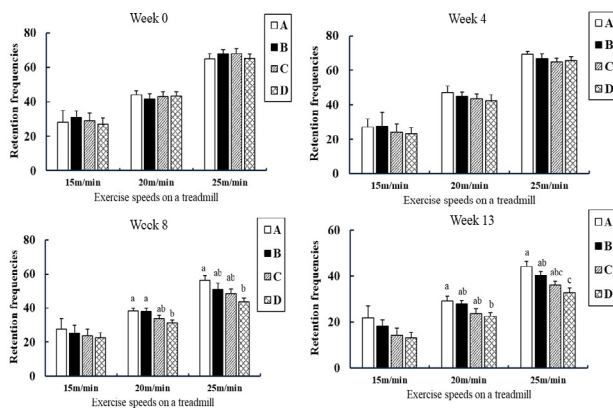 Week 0
80
60
40
20
0
Retention frequencies
15m/min 20m/min 25m/min
Exercise speeds on a treadmill
A
B
C
D
Week 4
80
60
40
20
0
Retention frequencies
15m/min 20m/min 25m/min
Exercise speeds on a treadmill
A
B
C
D
Week 8
80
60
40
20
0
Retention frequencies
a a ab b
a ab ab b
15m/min 20m/min 25m/min
Exercise speeds on a treadmill
A
B
C
D
Week 13
60
40
20
0
Retention frequencies
a ab ab b
a ab abc c
15m/min 20m/min 25m/min
Exercise speeds on a treadmill
A
B
C
D